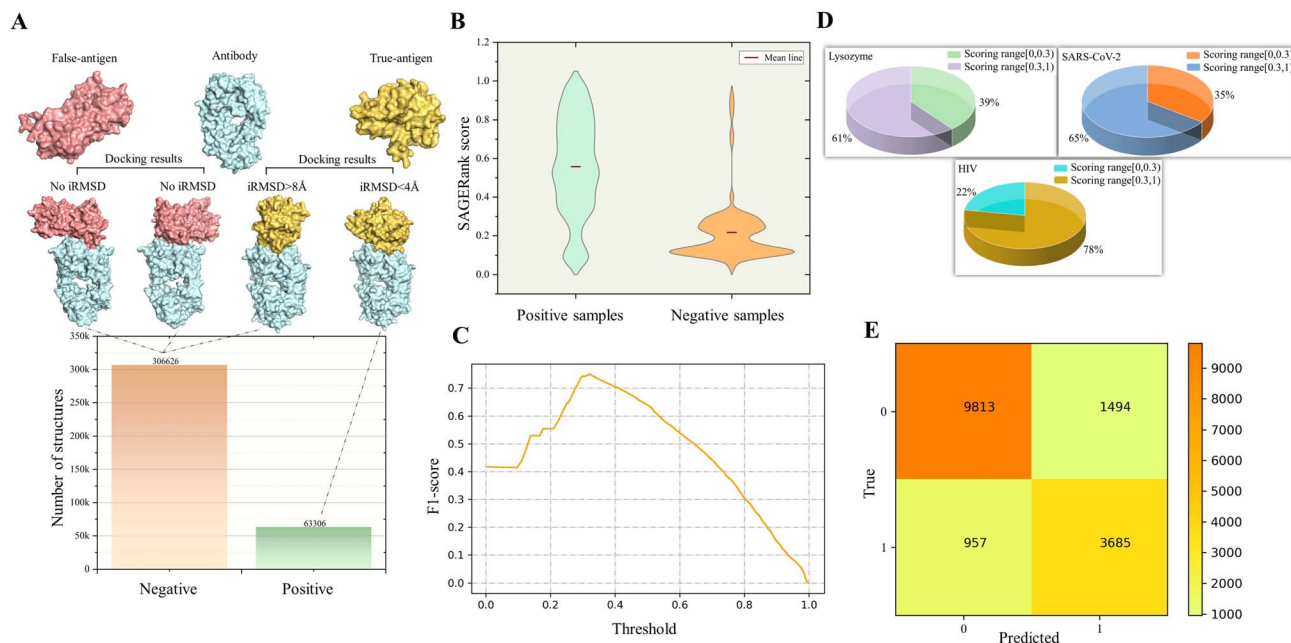 A
False-antigen
Antibody
True-antigen
Docking results
Docking results
No iRMSD
No iRMSD
iRMSD>8Å
iRMSD<4Å
350k
300k
250k
200k
150k
100k
50k
0
Number of structures
306626
63306
Negative
Positive
B
1.2
1.0
0.8
0.6
0.4
0.2
0.0
SAGERank score
Mean line
Positive samples
Negative samples
C
0.7
0.6
0.5
0.4
0.3
0.2
0.1
0.0
F1-score
0.0
0.2
0.4
0.6
0.8
1.0
Threshold
D
Lysozyme
Scoring range[0,0.3)
Scoring range[0.3,1)
39%
61%
SARS-CoV-2
Scoring range[0,0.3)
Scoring range[0.3,1)
35%
65%
HIV
Scoring range[0,0.3)
Scoring range[0.3,1)
22%
78%
E
True
0
1
9813
1494
957
3685
0
1
Predicted
9000
8000
7000
6000
5000
4000
3000
2000
1000